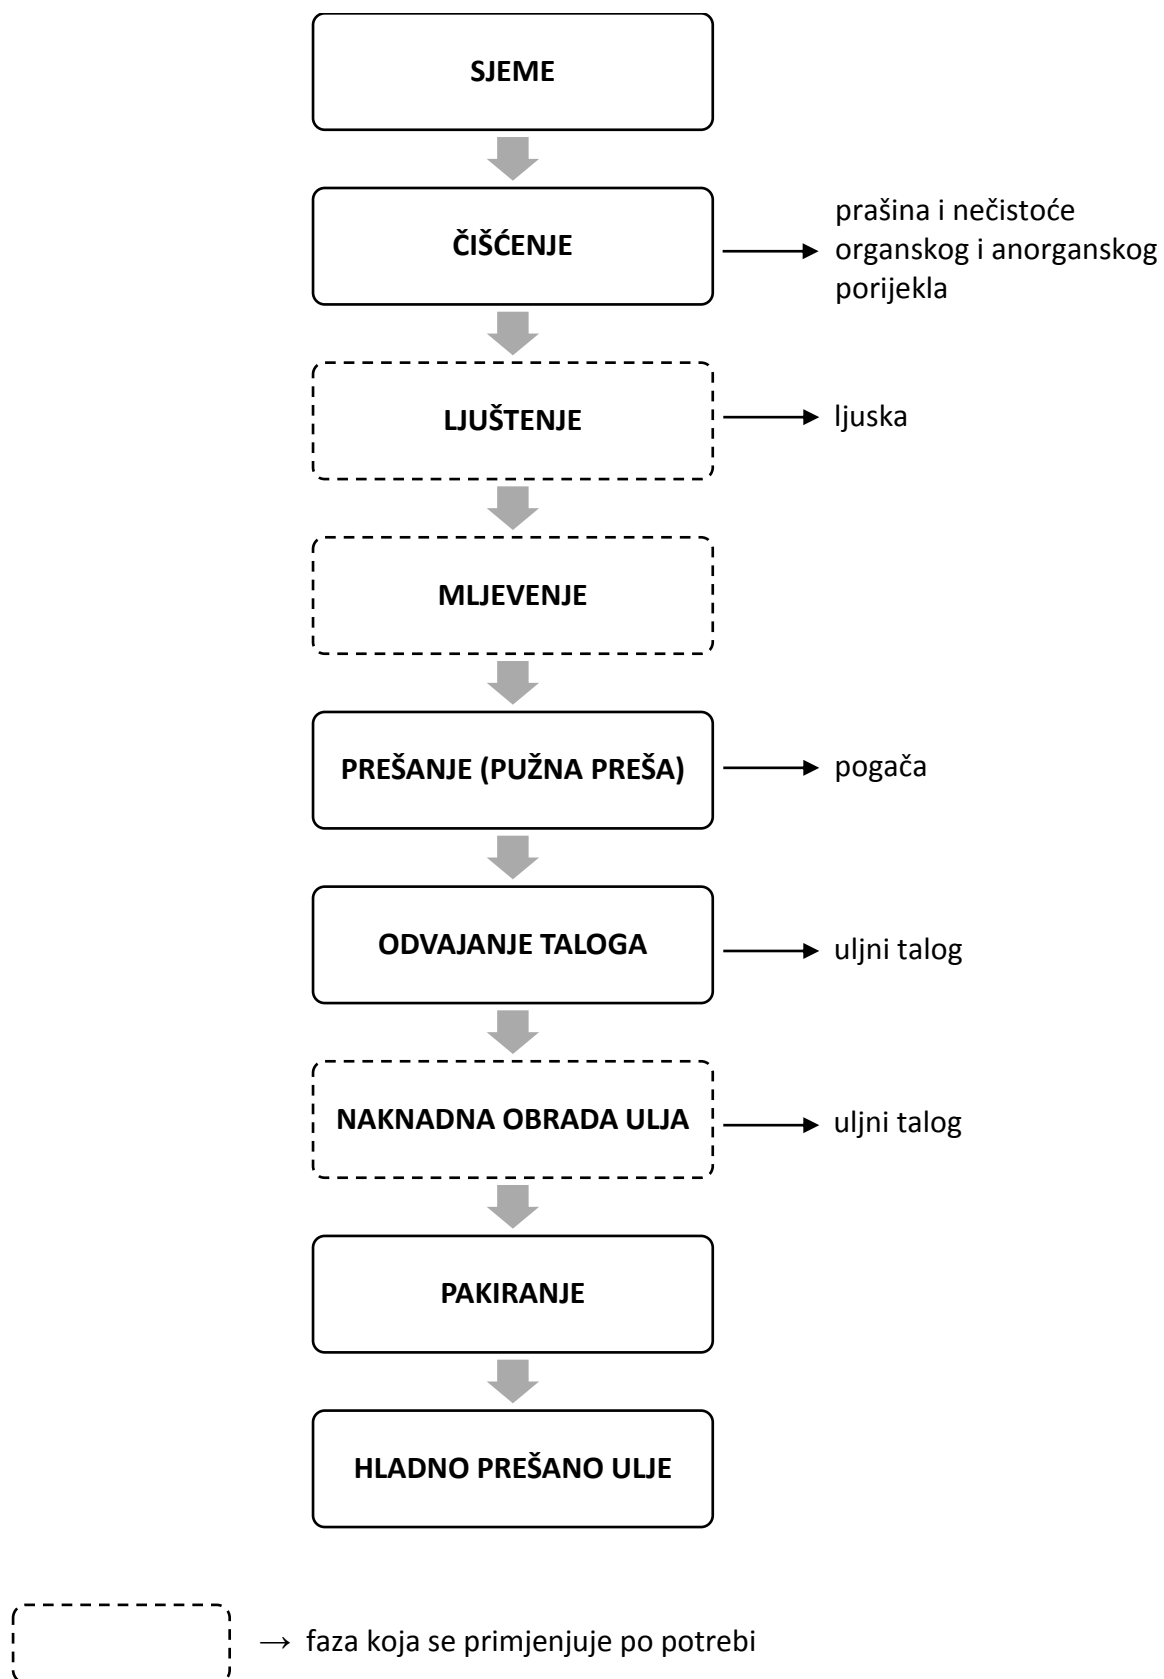 SJEME
ČIŠĆENJE
prašina i nečistoće
organskog i anorganskog
porijekla
LJUŠTENJE
ljuska
MLJEVENJE
PREŠANJE (PUŽNA PREŠA)
pogača
ODVAJANJE TALOGA
uljni talog
NAKNADNA OBRADA ULJA
uljni talog
PAKIRANJE
HLADNO PREŠANO ULJE
→ faza koja se primjenjuje po potrebi